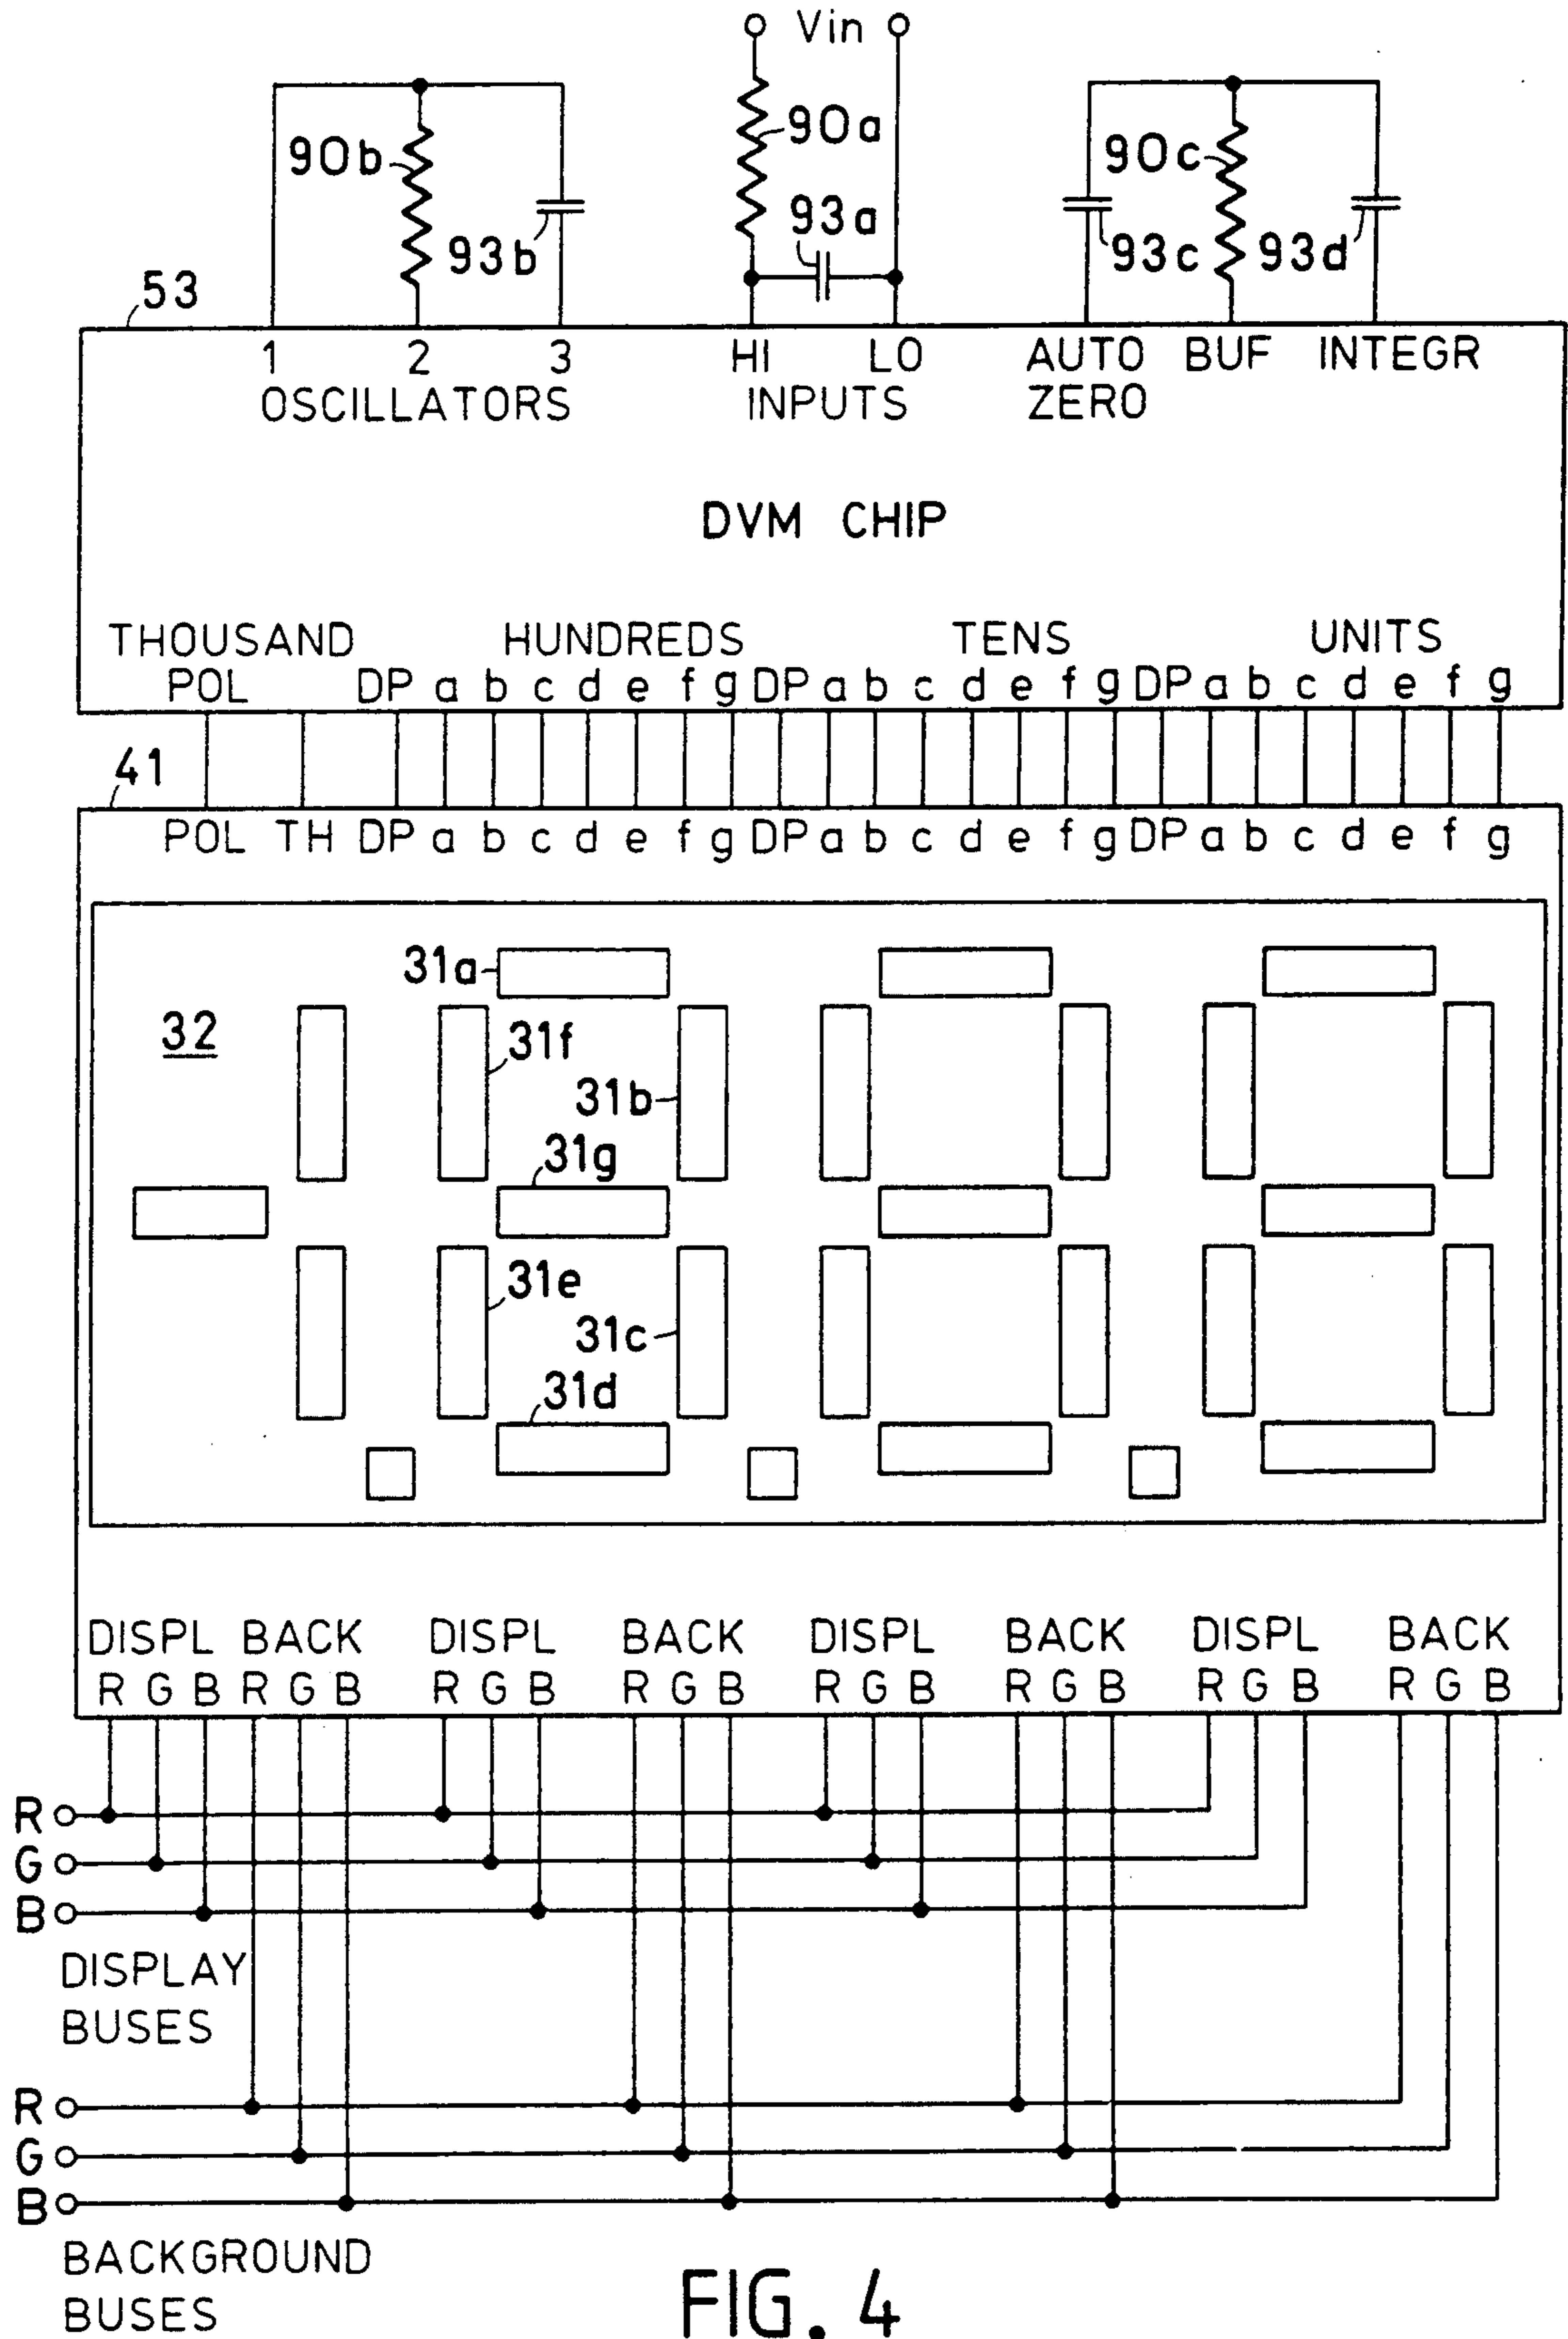 Vin
90b 90a 90c
93b 93a 93c 93d
53
1 2 3 HI LO AUTO BUF INTEGR
OSCILLATORS INPUTS ZERO
DVM CHIP
THOUSAND HUNDREDS TENS UNITS
POL DP a b c d e f g DP a b c d e f g DP a b c d e f g
41
POL TH DP a b c d e f g DP a b c d e f g DP a b c d e f g
31a
32 31f
31b
31g
31e
31c
31d
DISPL BACK DISPL BACK DISPL BACK DISPL BACK
R G B R G B R G B R G B R G B R G B R G B R G B
R
G
B
DISPLAY
BUSES
R
G
B
BACKGROUND
BUSES
FIG. 4